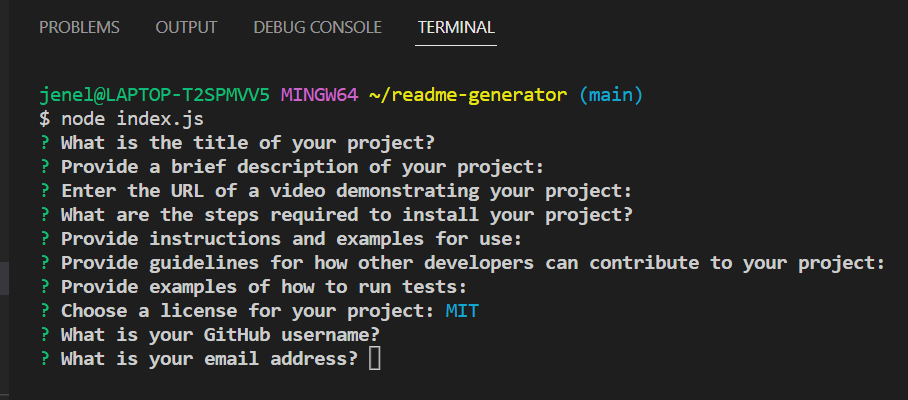 PROBLEMS OUTPUT DEBUG CONSOLE TERMINAL
jenel@LAPTOP-T2SPMVV5 MINGW64 ~/readme-generator (main)
$ node index.js
? What is the title of your project?
? Provide a brief description of your project:
? Enter the URL of a video demonstrating your project:
? What are the steps required to install your project?
? Provide instructions and examples for use:
? Provide guidelines for how other developers can contribute to your project:
? Provide examples of how to run tests:
? Choose a license for your project: MIT
? What is your GitHub username?
? What is your email address?